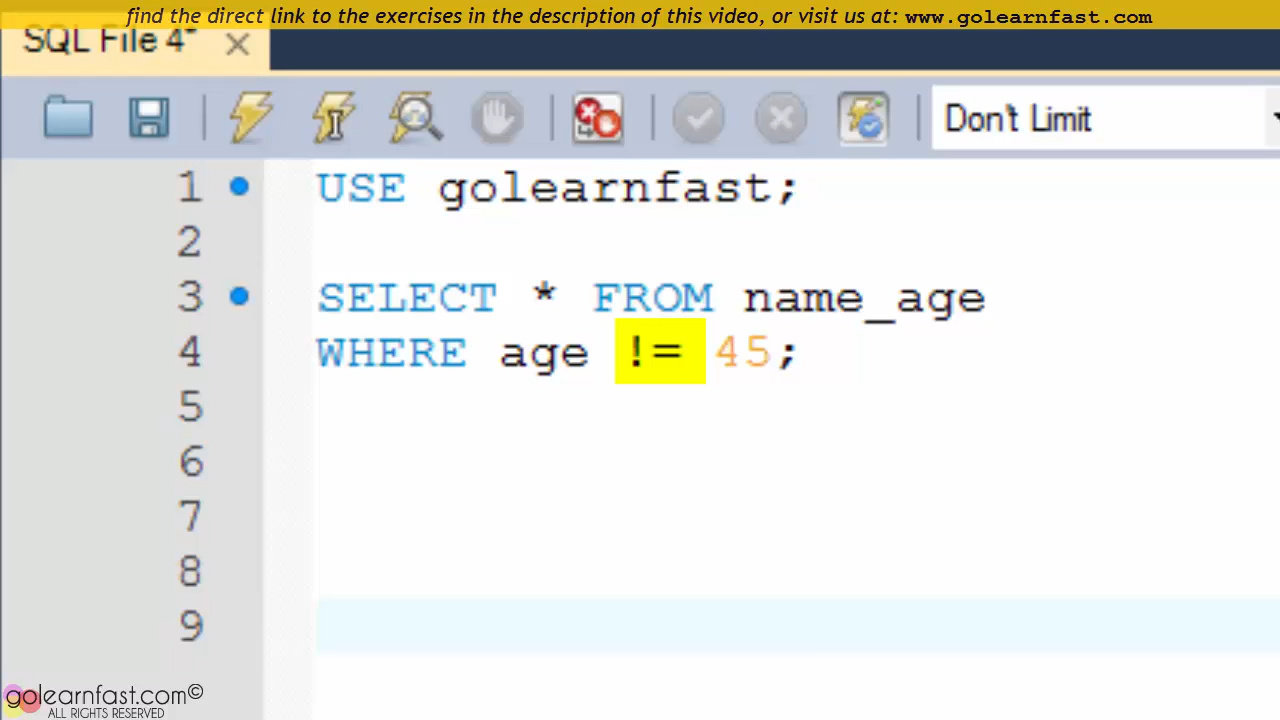 find the direct link to the exercises in the description of this video, or visit us at: www.golearnfast.com
SQL File 4*
Don't Limit
1 USE golearnfast;
2
3 SELECT * FROM name_age
4 WHERE age != 45;
5
6
7
8
9
golearnfast.com©
ALL RIGHTS RESERVED